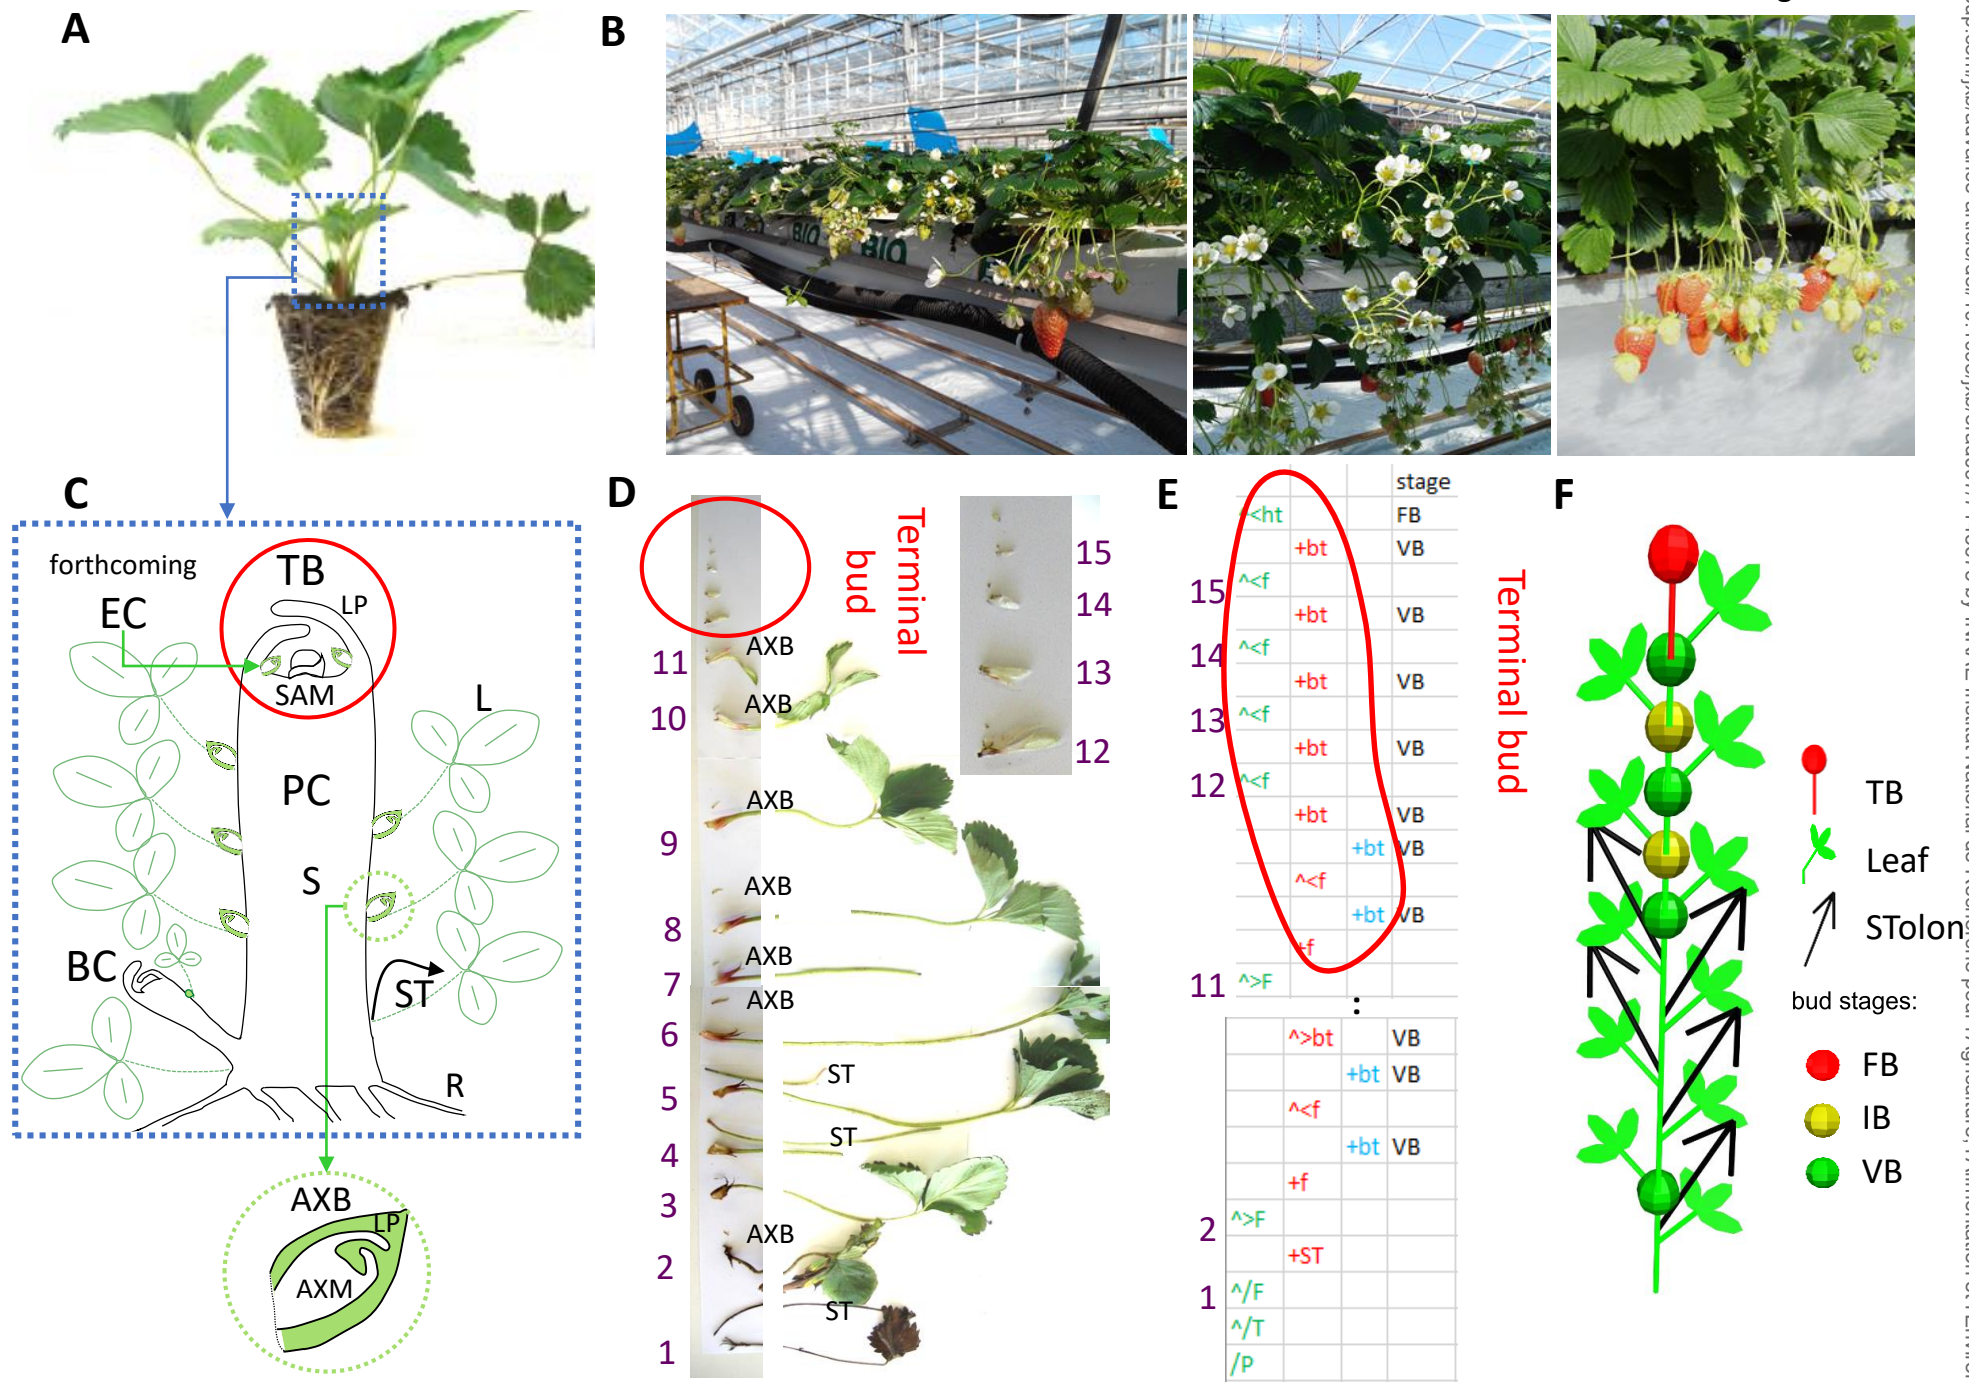 A
B
BIO
BIO
C
forthcoming
EC
TB
LP
SAM
L
PC
S
BC
ST
R
AXB
LP
AXM
D
Terminal
bud
AXB
11
AXB
10
AXB
9
AXB
8
AXB
7
AXB
6
ST
5
ST
4
3
AXB
2
ST
1
15
14
13
12
E
stage
^<ht FB
+bt VB
15 ^<f
+bt VB
14 ^<f
+bt VB
13 ^<f
+bt VB
12 ^<f
+bt VB
+bt VB
^<f
+bt VB
+f
11 ^>F
:
^>bt VB
+bt VB
^<f
+bt VB
+f
2 ^>F
+ST
1 ^/F
^/T
/P
Terminal bud
F
TB
Leaf
STolon
bud stages:
FB
IB
VB